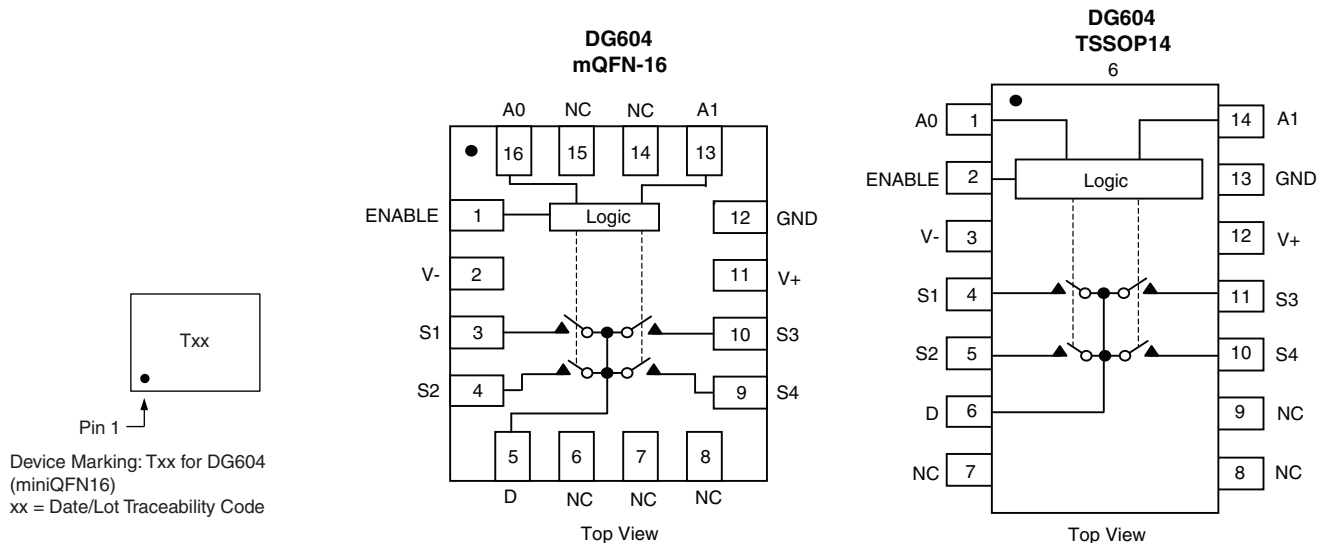 Txx
Pin 1
Device Marking: Txx for DG604
(miniQFN16)
xx = Date/Lot Traceability Code
DG604
mQFN-16
A0 NC NC A1
16 15 14 13
ENABLE 1 Logic 12 GND
V- 2 11 V+
S1 3 10 S3
S2 4 9 S4
5 6 7 8
D NC NC NC
Top View
DG604
TSSOP14
6
A0 1 14 A1
ENABLE 2 Logic 13 GND
V- 3 12 V+
S1 4 11 S3
S2 5 10 S4
D 6 9 NC
NC 7 8 NC
Top View